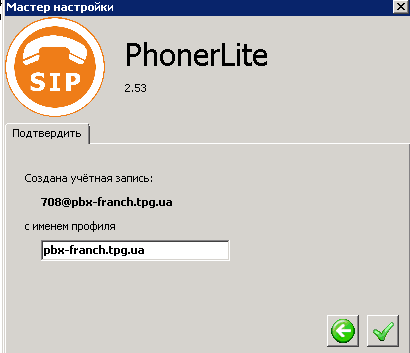 Мастер настройки
SIP
PhonerLite
2.53
Подтвердить
Создана учётная запись:
708@pbx-franch.tpg.ua
с именем профиля
pbx-franch.tpg.ua